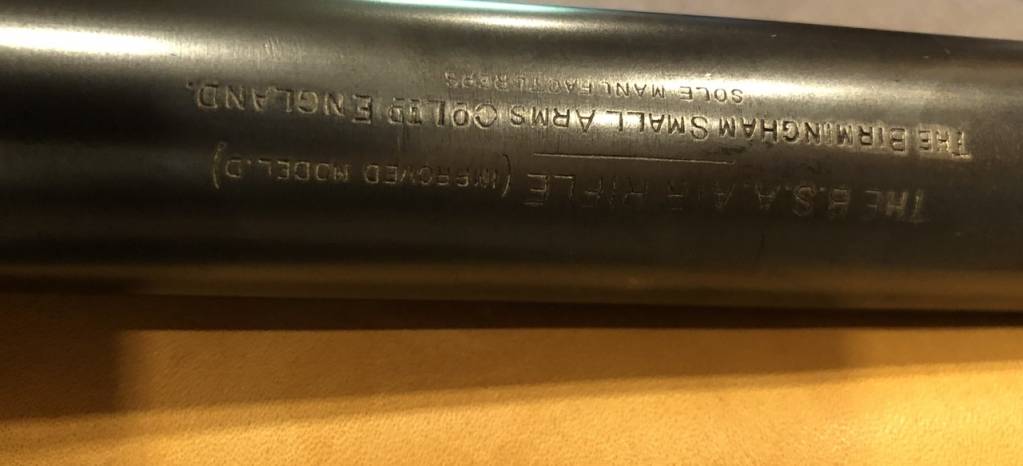 THE B.S.A. AIR RIFLE (IMPROVED MODEL.D)
THE BIRMINGHAM SMALL ARMS CO LTD ENGLAND.
SOLE MANUFACTURERS